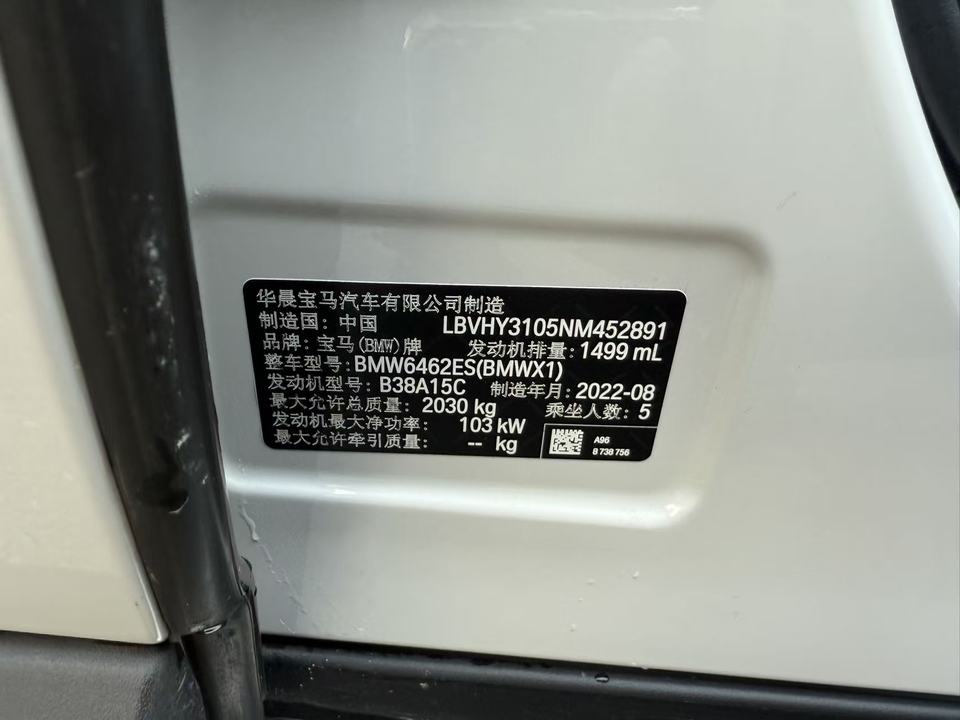 华晨宝马汽车有限公司制造
制造国: 中国 LBVHY3105NM452891
品牌: 宝马(BMW)牌 发动机排量: 1499 mL
整车型号: BMW6462ES(BMWX1)
发动机型号: B38A15C 制造年月: 2022-08
最大允许总质量: 2030 kg 乘坐人数: 5
发动机最大净功率: 103 kW
最大允许牵引质量: -- kg
A96
8 738 756